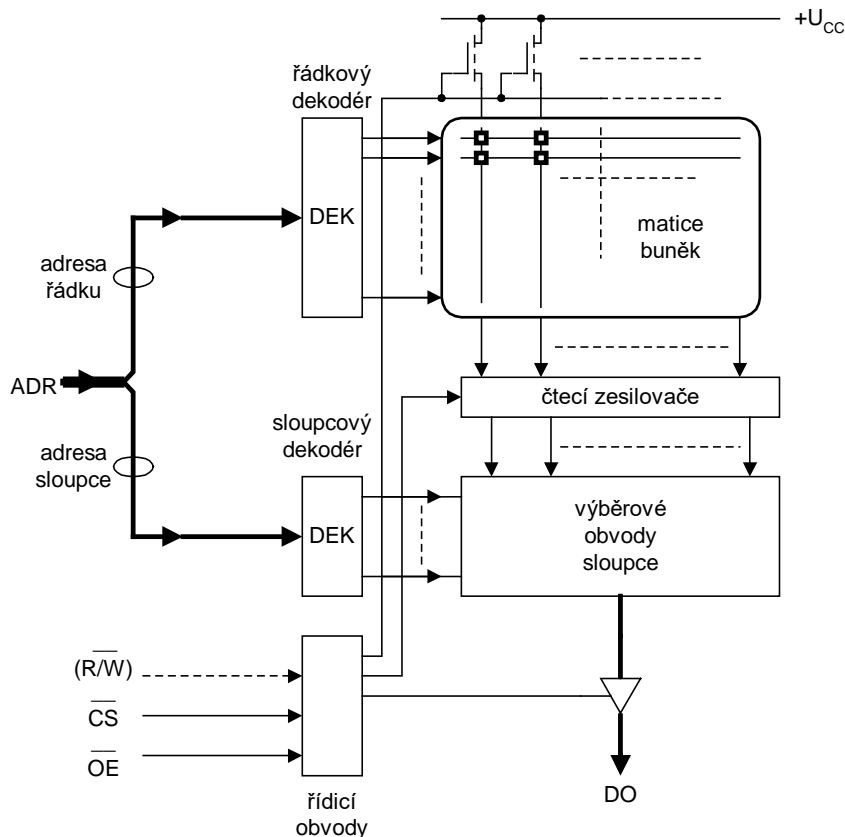 +U_CC
řádkový
dekodér
DEK
matice
buněk
adresa
řádku
ADR
čtecí zesilovače
sloupcový
dekodér
adresa
sloupce
DEK
výběrové
obvody
sloupce
(R/W)
CS
OE
DO
řídicí
obvody